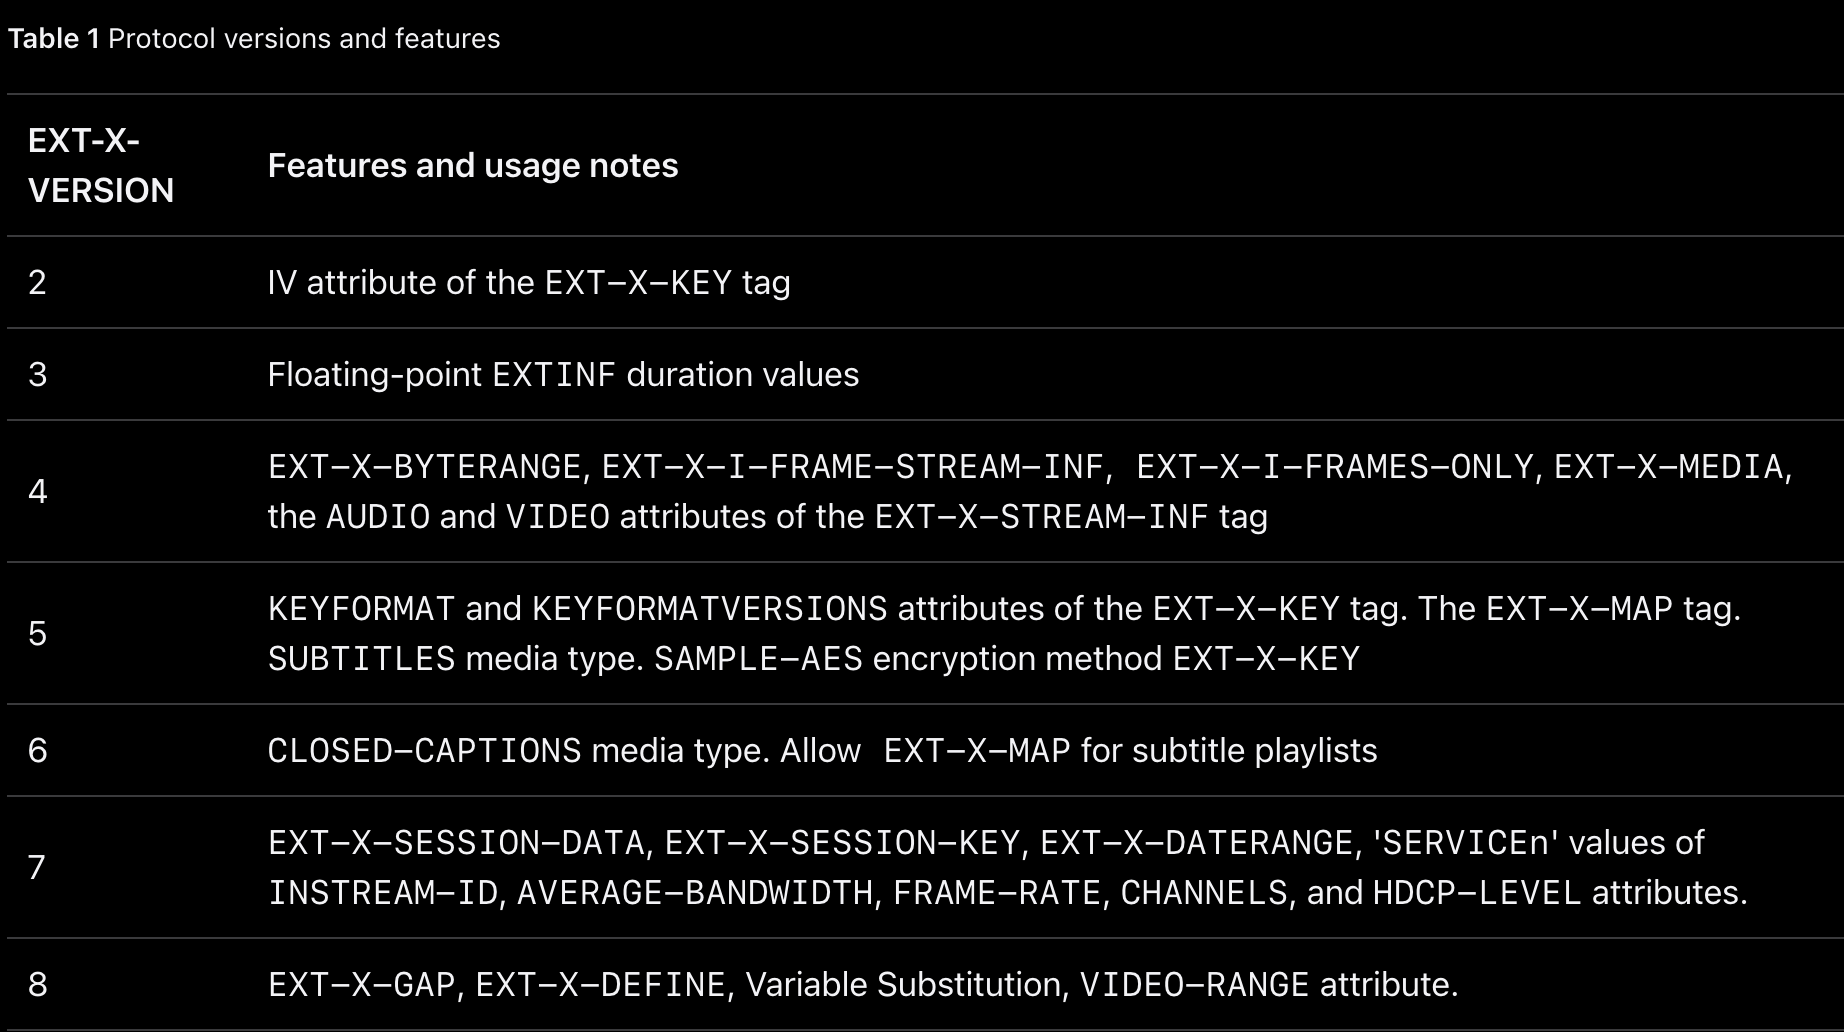 Table 1 Protocol versions and features
EXT-X-
VERSION
Features and usage notes
2
IV attribute of the EXT-X-KEY tag
3
Floating-point EXTINF duration values
4
EXT-X-BYTERANGE, EXT-X-I-FRAME-STREAM-INF, EXT-X-I-FRAMES-ONLY, EXT-X-MEDIA,
the AUDIO and VIDEO attributes of the EXT-X-STREAM-INF tag
5
KEYFORMAT and KEYFORMATVERSIONS attributes of the EXT-X-KEY tag. The EXT-X-MAP tag.
SUBTITLES media type. SAMPLE-AES encryption method EXT-X-KEY
6
CLOSED-CAPTIONS media type. Allow EXT-X-MAP for subtitle playlists
7
EXT-X-SESSION-DATA, EXT-X-SESSION-KEY, EXT-X-DATERANGE, 'SERVICEn' values of
INSTREAM-ID, AVERAGE-BANDWIDTH, FRAME-RATE, CHANNELS, and HDCP-LEVEL attributes.
8
EXT-X-GAP, EXT-X-DEFINE, Variable Substitution, VIDEO-RANGE attribute.